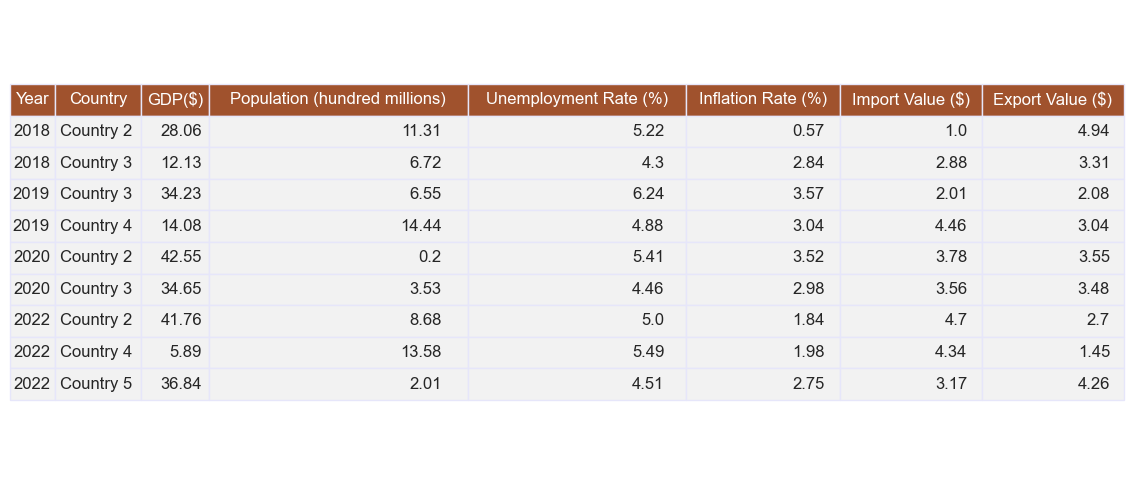 Year Country GDP($) Population (hundred millions) Unemployment Rate (%) Inflation Rate (%) Import Value ($) Export Value ($)
2018 Country 2 28.06 11.31 5.22 0.57 1.0 4.94
2018 Country 3 12.13 6.72 4.3 2.84 2.88 3.31
2019 Country 3 34.23 6.55 6.24 3.57 2.01 2.08
2019 Country 4 14.08 14.44 4.88 3.04 4.46 3.04
2020 Country 2 42.55 0.2 5.41 3.52 3.78 3.55
2020 Country 3 34.65 3.53 4.46 2.98 3.56 3.48
2022 Country 2 41.76 8.68 5.0 1.84 4.7 2.7
2022 Country 4 5.89 13.58 5.49 1.98 4.34 1.45
2022 Country 5 36.84 2.01 4.51 2.75 3.17 4.26